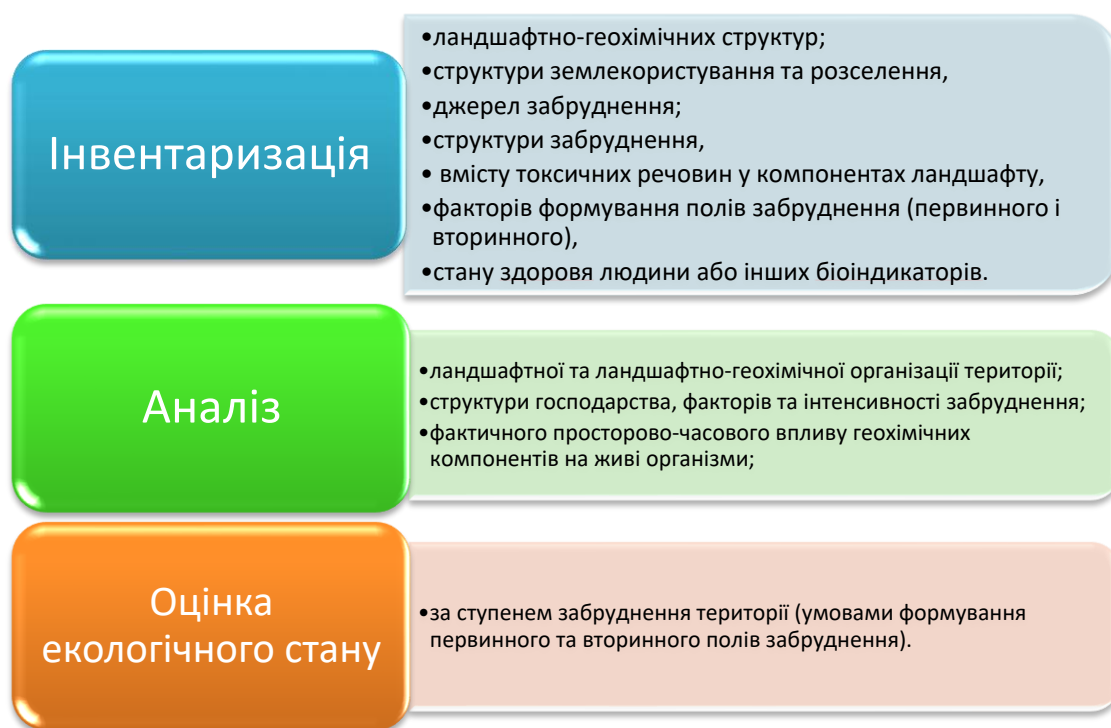 Інвентаризація
•ландшафтно-геохімічних структур;
•структури землекористування та розселення,
•джерел забруднення;
•структури забруднення,
• вмісту токсичних речовин у компонентах ландшафту,
•факторів формування полів забруднення (первинного і
вторинного),
•стану здоровя людини або інших біоіндикаторів.
Аналіз
•ландшафтної та ландшафтно-геохімічної організації території;
•структури господарства, факторів та інтенсивності забруднення;
•фактичного просторово-часового впливу геохімічних
компонентів на живі організми;
Оцінка
екологічного стану
•за ступенем забруднення території (умовами формування
первинного та вторинного полів забруднення).